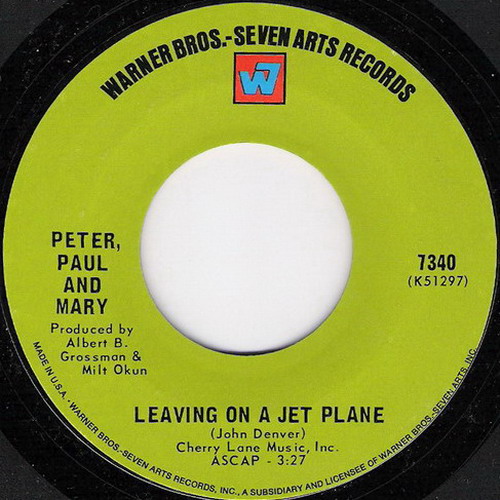 WARNER BROS.-SEVEN ARTS RECORDS
W7
PETER,
PAUL
AND
MARY
Produced by
Albert B.
Grossman &
Milt Okun
7340
(K51297)
LEAVING ON A JET PLANE
(John Denver)
Cherry Lane Music, Inc.
ASCAP - 3:27
MADE IN U.S.A. - WARNER BROS.-SEVEN ARTS RECORDS, INC., A SUBSIDIARY AND LICENSEE OF WARNER BROS.-SEVEN ARTS, INC.